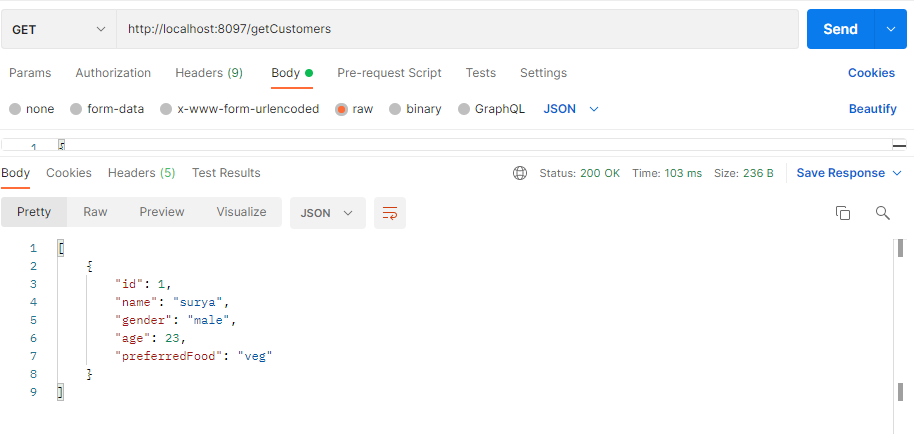 GET http://localhost:8097/getCustomers Send
Params Authorization Headers (9) Body Pre-request Script Tests Settings Cookies
none form-data x-www-form-urlencoded raw binary GraphQL JSON Beautify
1 {
Body Cookies Headers (5) Test Results Status: 200 OK Time: 103 ms Size: 236 B Save Response
Pretty Raw Preview Visualize JSON
1 [
2 {
3 "id": 1,
4 "name": "surya",
5 "gender": "male",
6 "age": 23,
7 "preferredFood": "veg"
8 }
9 ]